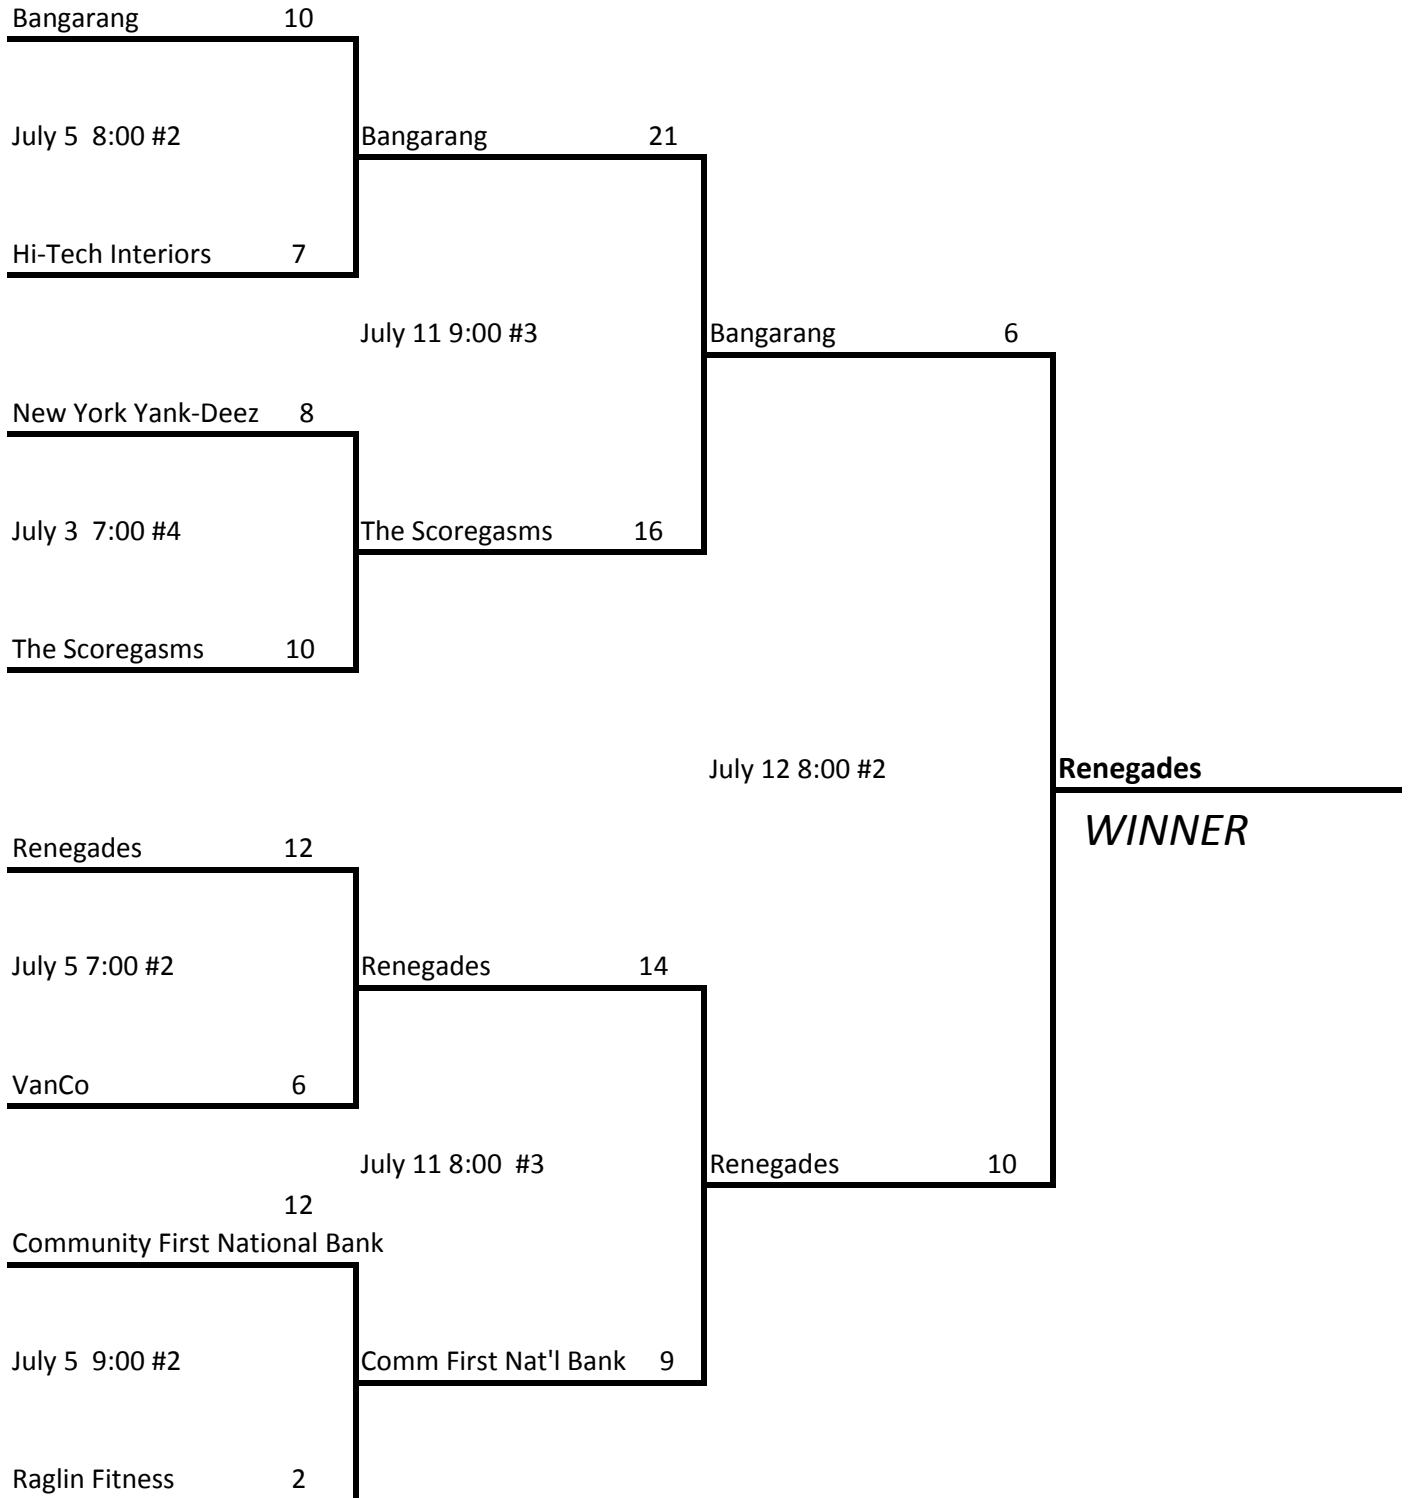 Bangarang 10
July 5  8:00 #2
Bangarang 21
Hi-Tech Interiors 7
July 11 9:00 #3
Bangarang 6
New York Yank-Deez 8
July 3  7:00 #4
The Scoregasms 16
The Scoregasms 10
July 12 8:00 #2
Renegades
WINNER
Renegades 12
July 5 7:00 #2
Renegades 14
VanCo 6
July 11 8:00  #3
Renegades 10
12
Community First National Bank
July 5  9:00 #2
Comm First Nat'l Bank 9
Raglin Fitness 2